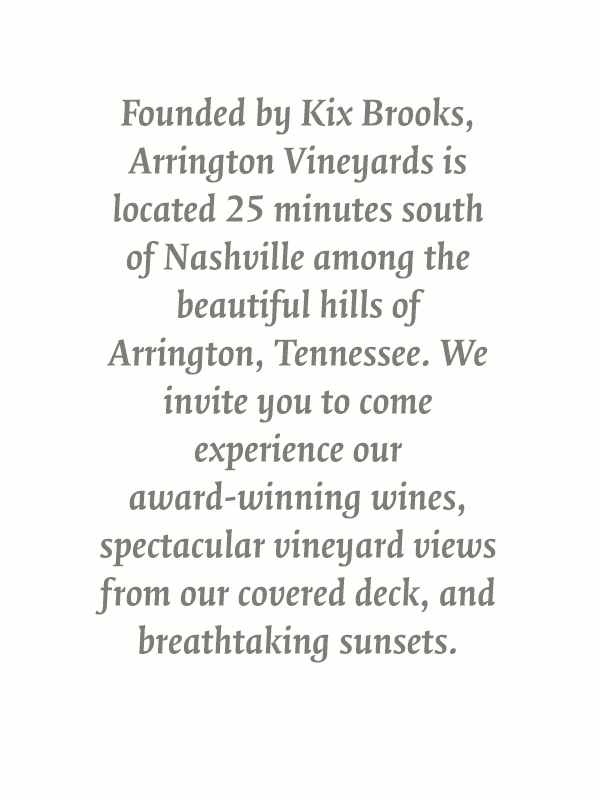 Founded by Kix Brooks,
Arrington Vineyards is
located 25 minutes south
of Nashville among the
beautiful hills of
Arrington, Tennessee. We
invite you to come
experience our
award-winning wines,
spectacular vineyard views
from our covered deck, and
breathtaking sunsets.